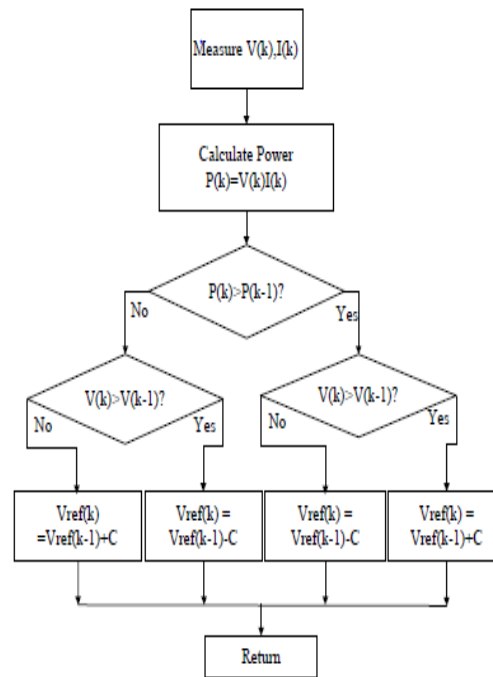 Measure V(k),I(k)
Calculate Power
P(k)=V(k)I(k)
P(k)>P(k-1)?
No
Yes
V(k)>V(k-1)?
V(k)>V(k-1)?
No
Yes
No
Yes
Vref(k)
=Vref(k-1)+C
Vref(k) =
Vref(k-1)-C
Vref(k) =
Vref(k-1)-C
Vref(k) =
Vref(k-1)+C
Return